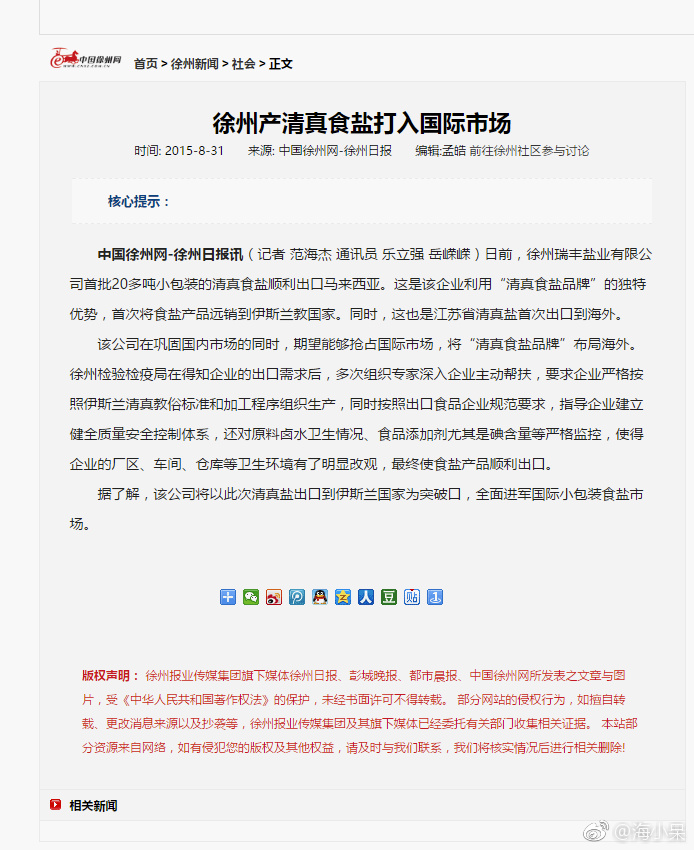 中国徐州网
WWW.CNXZ.COM.CN
首页 > 徐州新闻 > 社会 > 正文
徐州产清真食盐打入国际市场
时间: 2015-8-31 来源: 中国徐州网-徐州日报 编辑:孟皓 前往徐州社区参与讨论
核心提示：
中国徐州网-徐州日报讯（记者 范海杰 通讯员 乐立强 岳嵘嵘）日前，徐州瑞丰盐业有限公
司首批20多吨小包装的清真食盐顺利出口马来西亚。这是该企业利用“清真食盐品牌”的独特
优势，首次将食盐产品远销到伊斯兰教国家。同时，这也是江苏省清真盐首次出口到海外。
该公司在巩固国内市场的同时，期望能够抢占国际市场，将“清真食盐品牌”布局海外。
徐州检验检疫局在得知企业的出口需求后，多次组织专家深入企业主动帮扶，要求企业严格按
照伊斯兰清真教俗标准和加工程序组织生产，同时按照出口食品企业规范要求，指导企业建立
健全质量安全控制体系，还对原料卤水卫生情况、食品添加剂尤其是碘含量等严格监控，使得
企业的厂区、车间、仓库等卫生环境有了明显改观，最终使食盐产品顺利出口。
据了解，该公司将以此次清真盐出口到伊斯兰国家为突破口，全面进军国际小包装食盐市
场。
人 豆 贴 1
版权声明： 徐州报业传媒集团旗下媒体徐州日报、彭城晚报、都市晨报、中国徐州网所发表之文章与图
片，受《中华人民共和国著作权法》的保护，未经书面许可不得转载。 部分网站的侵权行为，如擅自转
载、更改消息来源以及抄袭等，徐州报业传媒集团及其旗下媒体已经委托有关部门收集相关证据。 本站部
分资源来自网络，如有侵犯您的版权及其他权益，请及时与我们联系，我们将核实情况后进行相关删除!
相关新闻
@海小呆